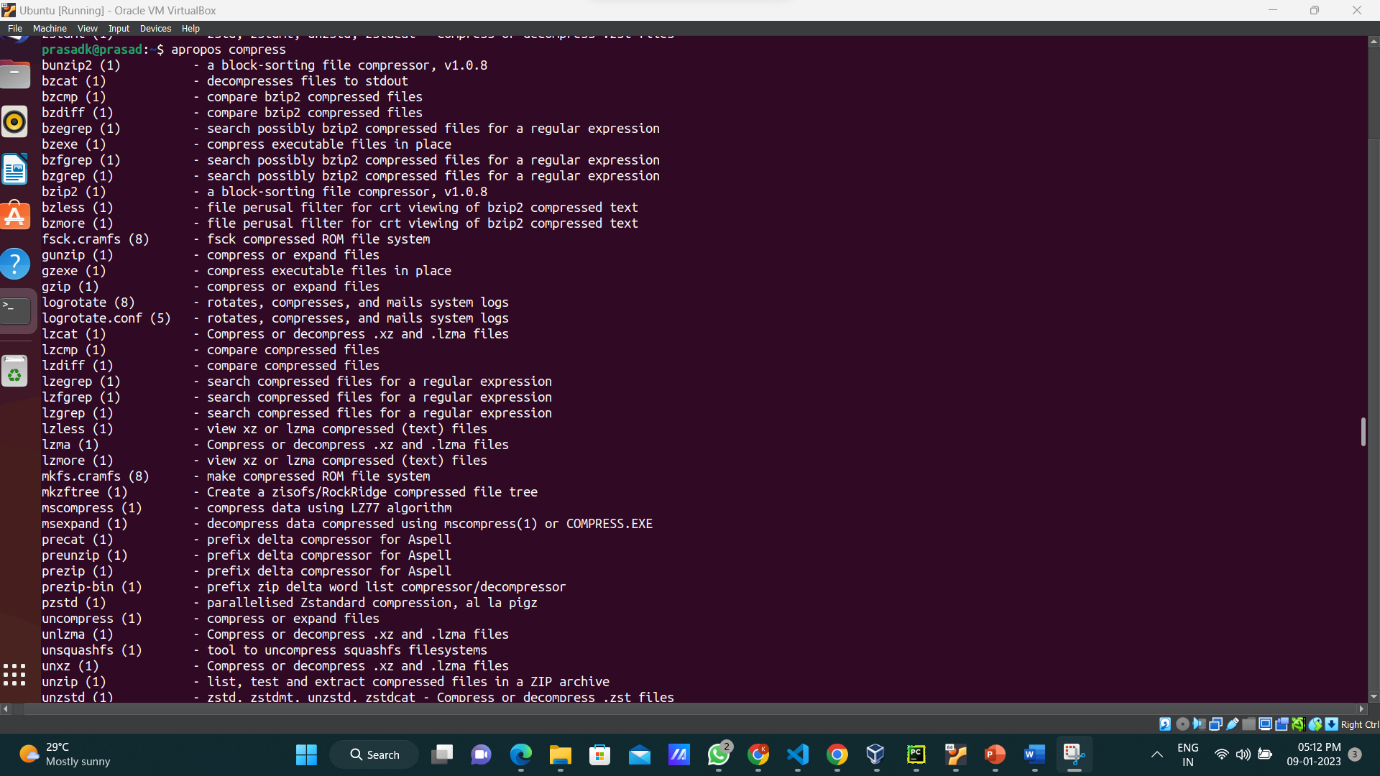 Ubuntu [Running] - Oracle VM VirtualBox
File Machine View Input Devices Help
zstdmt (1) - zstd, zstdmt, unzstd, zstdcat - Compress or decompress .zst files
prasadk@prasad:~$ apropos compress
bunzip2 (1) - a block-sorting file compressor, v1.0.8
bzcat (1) - decompresses files to stdout
bzcmp (1) - compare bzip2 compressed files
bzdiff (1) - compare bzip2 compressed files
bzegrep (1) - search possibly bzip2 compressed files for a regular expression
bzexe (1) - compress executable files in place
bzfgrep (1) - search possibly bzip2 compressed files for a regular expression
bzgrep (1) - search possibly bzip2 compressed files for a regular expression
bzip2 (1) - a block-sorting file compressor, v1.0.8
bzless (1) - file perusal filter for crt viewing of bzip2 compressed text
bzmore (1) - file perusal filter for crt viewing of bzip2 compressed text
fsck.cramfs (8) - fsck compressed ROM file system
gunzip (1) - compress or expand files
gzexe (1) - compress executable files in place
gzip (1) - compress or expand files
logrotate (8) - rotates, compresses, and mails system logs
logrotate.conf (5) - rotates, compresses, and mails system logs
lzcat (1) - Compress or decompress .xz and .lzma files
lzcmp (1) - compare compressed files
lzdiff (1) - compare compressed files
lzegrep (1) - search compressed files for a regular expression
lzfgrep (1) - search compressed files for a regular expression
lzgrep (1) - search compressed files for a regular expression
lzless (1) - view xz or lzma compressed (text) files
lzma (1) - Compress or decompress .xz and .lzma files
lzmore (1) - view xz or lzma compressed (text) files
mkfs.cramfs (8) - make compressed ROM file system
mkzftree (1) - Create a zisofs/RockRidge compressed file tree
mscompress (1) - compress data using LZ77 algorithm
msexpand (1) - decompress data compressed using mscompress(1) or COMPRESS.EXE
precat (1) - prefix delta compressor for Aspell
preunzip (1) - prefix delta compressor for Aspell
prezip (1) - prefix delta compressor for Aspell
prezip-bin (1) - prefix zip delta word list compressor/decompressor
pzstd (1) - parallelised Zstandard compression, al la pigz
uncompress (1) - compress or expand files
unlzma (1) - Compress or decompress .xz and .lzma files
unsquashfs (1) - tool to uncompress squashfs filesystems
unxz (1) - Compress or decompress .xz and .lzma files
unzip (1) - list, test and extract compressed files in a ZIP archive
unzstd (1) - zstd, zstdmt, unzstd, zstdcat - Compress or decompress .zst files
Right Ctrl
29°C
Mostly sunny
Search
2
ENG
IN
05:12 PM
09-01-2023
3